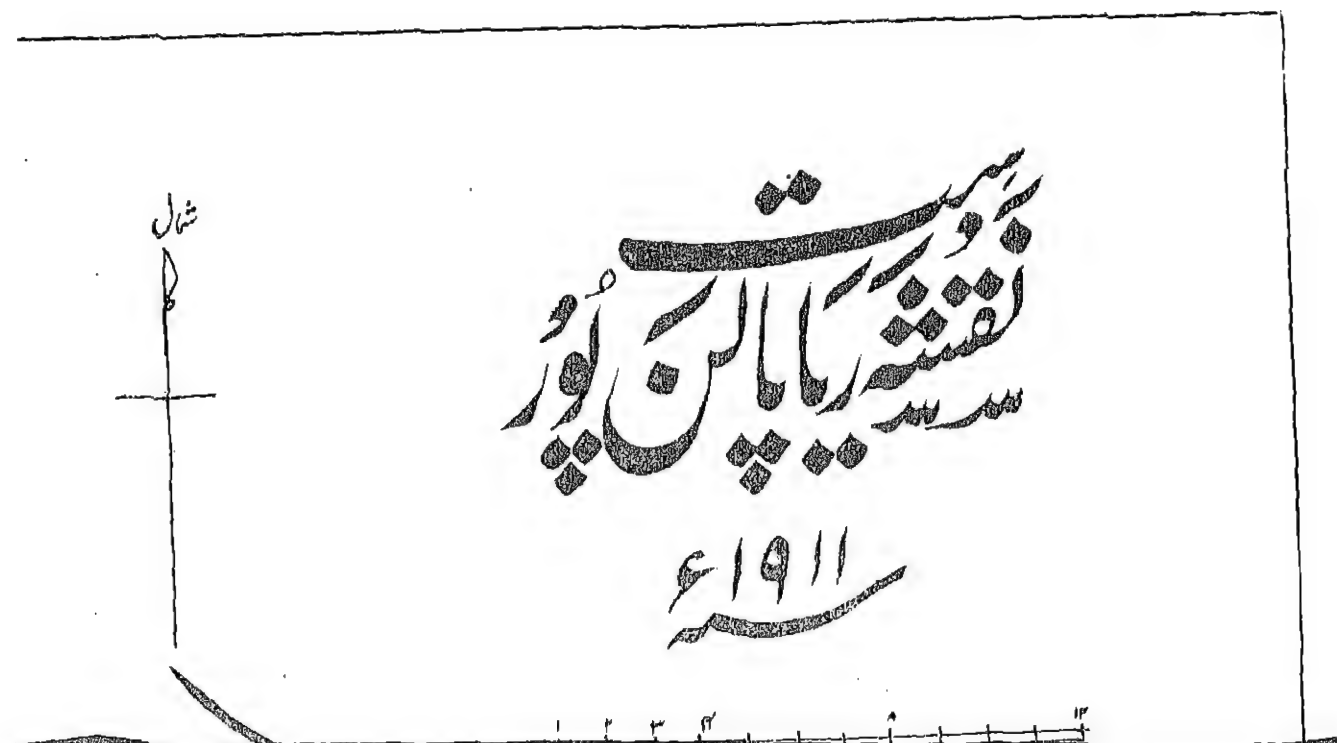 شمال
نقشہ ریاست پالن پور
سنہ ۱۹۱۱ء
۱ ۲ ۳ ۴ ۸ ۱۲